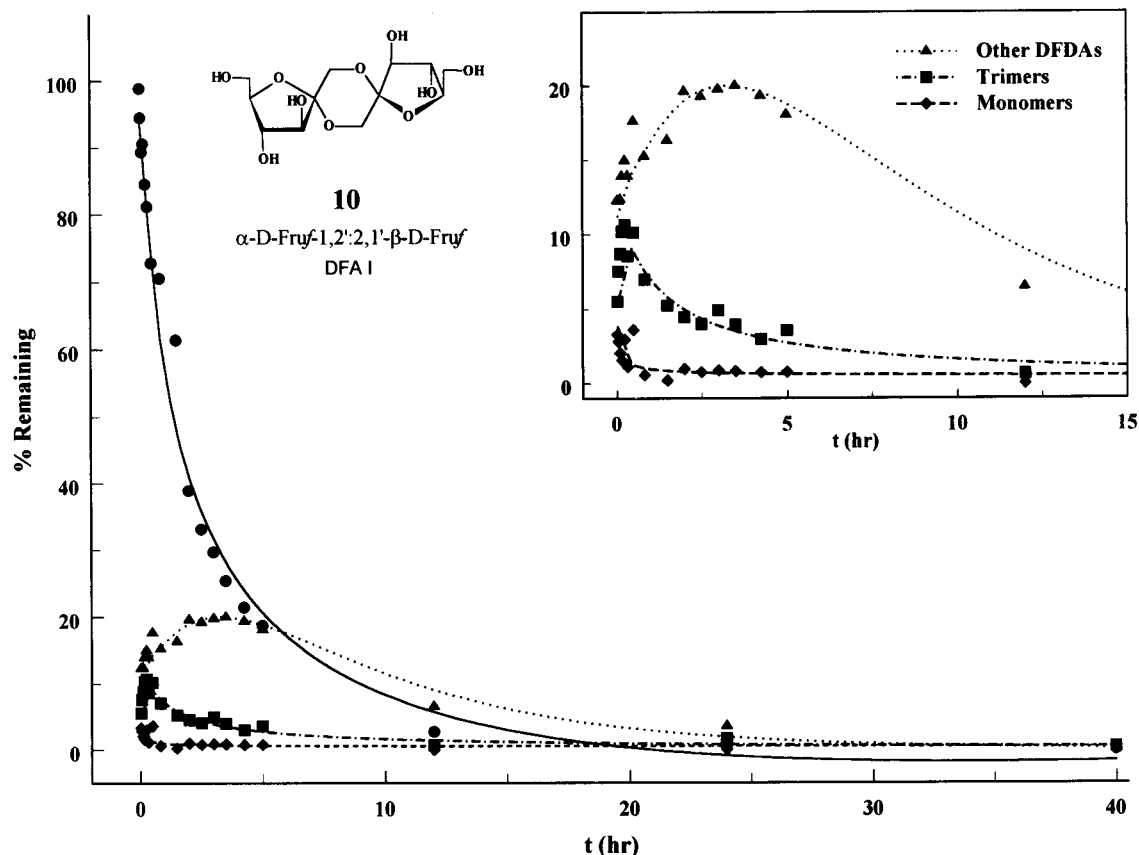 100
80
60
40
20
0
% Remaining
0
10
20
30
40
t (hr)
OH
OH
HO
O
O
HO
OH
HO
O
O
OH
10
α-D-Fruf-1,2':2,1'-β-D-Fruf
DFA I
20
10
0
0
5
10
15
t (hr)
Other DFDAs
Trimers
Monomers